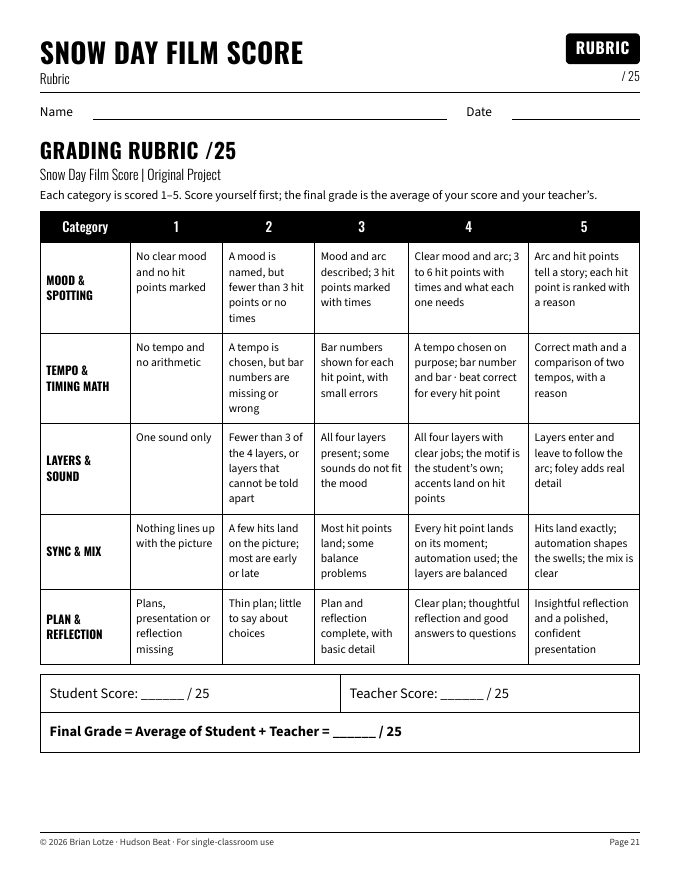 SNOW DAY FILM SCORE
RUBRIC
Rubric
/ 25
Name
Date
GRADING RUBRIC /25
Snow Day Film Score | Original Project
Each category is scored 1–5. Score yourself first; the final grade is the average of your score and your teacher’s.
Category 1 2 3 4 5
MOOD &
SPOTTING
No clear mood
and no hit
points marked
A mood is
named, but
fewer than 3 hit
points or no
times
Mood and arc
described; 3 hit
points marked
with times
Clear mood and arc; 3
to 6 hit points with
times and what each
one needs
Arc and hit points
tell a story; each hit
point is ranked with
a reason
TEMPO &
TIMING MATH
No tempo and
no arithmetic
A tempo is
chosen, but bar
numbers are
missing or
wrong
Bar numbers
shown for each
hit point, with
small errors
A tempo chosen on
purpose; bar number
and bar · beat correct
for every hit point
Correct math and a
comparison of two
tempos, with a
reason
LAYERS &
SOUND
One sound only
Fewer than 3 of
the 4 layers, or
layers that
cannot be told
apart
All four layers
present; some
sounds do not fit
the mood
All four layers with
clear jobs; the motif is
the student’s own;
accents land on hit
points
Layers enter and
leave to follow the
arc; foley adds real
detail
SYNC & MIX
Nothing lines up
with the picture
A few hits land
on the picture;
most are early
or late
Most hit points
land; some
balance
problems
Every hit point lands
on its moment;
automation used; the
layers are balanced
Hits land exactly;
automation shapes
the swells; the mix is
clear
PLAN &
REFLECTION
Plans,
presentation or
reflection
missing
Thin plan; little
to say about
choices
Plan and
reflection
complete, with
basic detail
Clear plan; thoughtful
reflection and good
answers to questions
Insightful reflection
and a polished,
confident
presentation
Student Score: ______ / 25
Teacher Score: ______ / 25
Final Grade = Average of Student + Teacher = ______ / 25
© 2026 Brian Lotze · Hudson Beat · For single-classroom use
Page 21